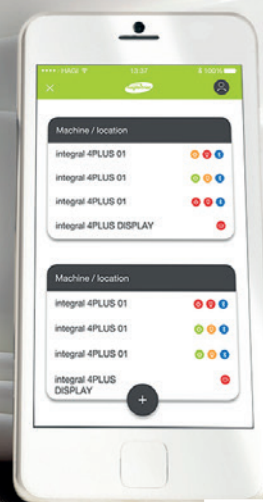 HAGI 13:37 100%
Machine / location
integral 4PLUS 01
integral 4PLUS 01
integral 4PLUS 01
integral 4PLUS DISPLAY
Machine / location
integral 4PLUS 01
integral 4PLUS 01
integral 4PLUS 01
integral 4PLUS
DISPLAY